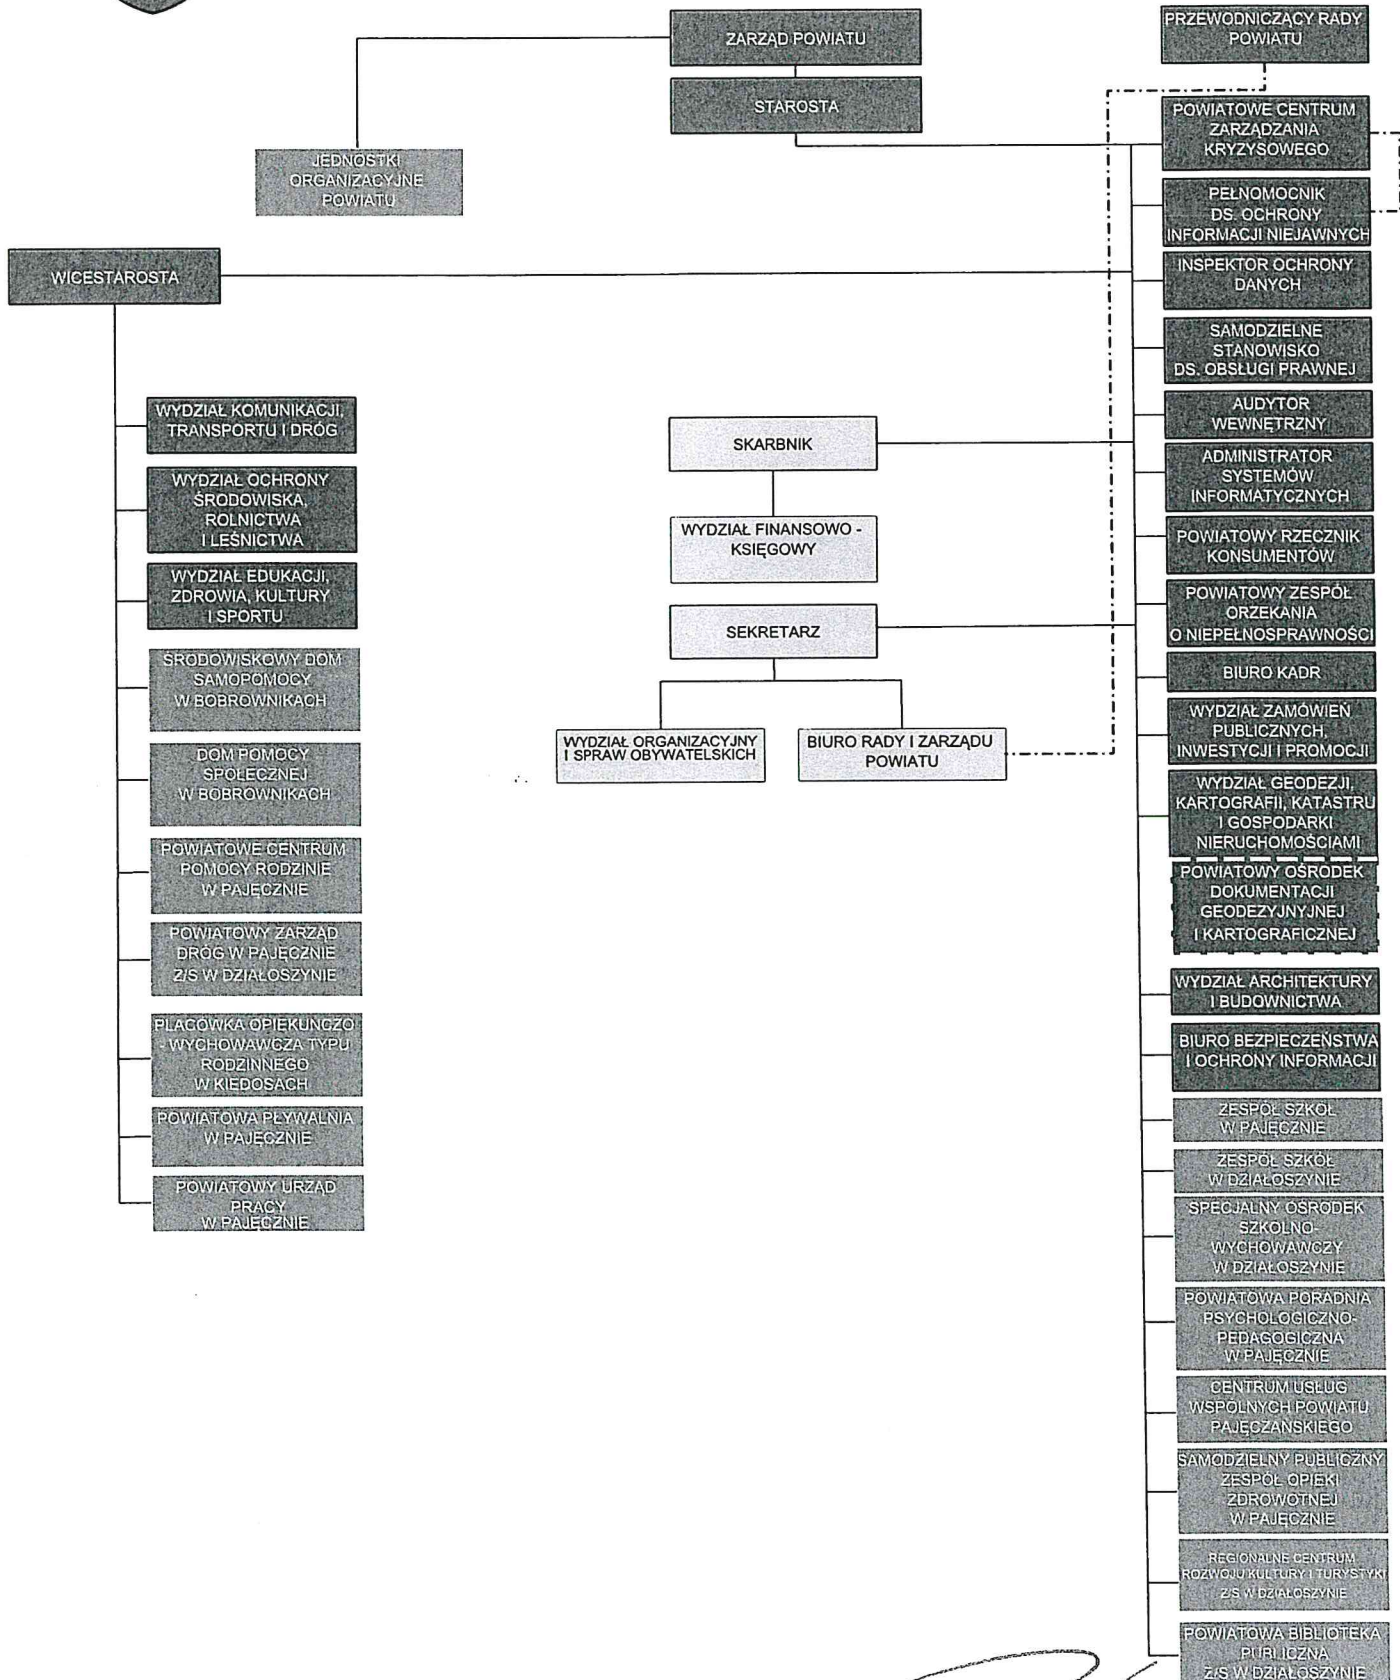 ZARZĄD POWIATU
PRZEWODNICZĄCY RADY
POWIATU
STAROSTA
JEDNOSTKI
ORGANIZACYJNE
POWIATU
WICESTAROSTA
WYDZIAŁ KOMUNIKACJI,
TRANSPORTU I DRÓG
WYDZIAŁ OCHRONY
ŚRODOWISKA,
ROLNICTWA
I LEŚNICTWA
WYDZIAŁ EDUKACJI,
ZDROWIA, KULTURY
I SPORTU
ŚRODOWISKOWY DOM
SAMOPOMOCY
W BOBROWNIKACH
DOM POMOCY
SPOŁECZNEJ
W BOBROWNIKACH
POWIATOWE CENTRUM
POMOCY RODZINIE
W PAJĘCZNIE
POWIATOWY ZARZĄD
DRÓG W PAJĘCZNIE
Z/S W DZIAŁOSZYNIE
PLACÓWKA OPIEKUŃCZO
- WYCHOWAWCZA TYPU
RODZINNEGO
W KIEDOSACH
POWIATOWA PŁYWALNIA
W PAJĘCZNIE
POWIATOWY URZĄD
PRACY
W PAJĘCZNIE
SKARBNIK
WYDZIAŁ FINANSOWO -
KSIĘGOWY
SEKRETARZ
WYDZIAŁ ORGANIZACYJNY
I SPRAW OBYWATELSKICH
BIURO RADY I ZARZĄDU
POWIATU
POWIATOWE CENTRUM
ZARZĄDZANIA
KRYZYSOWEGO
PEŁNOMOCNIK
DS. OCHRONY
INFORMACJI NIEJAWNYCH
INSPEKTOR OCHRONY
DANYCH
SAMODZIELNE
STANOWISKO
DS. OBSŁUGI PRAWNEJ
AUDYTOR
WEWNĘTRZNY
ADMINISTRATOR
SYSTEMÓW
INFORMATYCZNYCH
POWIATOWY RZECZNIK
KONSUMENTÓW
POWIATOWY ZESPÓŁ
ORZEKANIA
O NIEPEŁNOSPRAWNOŚCI
BIURO KADR
WYDZIAŁ ZAMÓWIEŃ
PUBLICZNYCH,
INWESTYCJI I PROMOCJI
WYDZIAŁ GEODEZJI,
KARTOGRAFII, KATASTRU
I GOSPODARKI
NIERUCHOMOŚCIAMI
POWIATOWY OŚRODEK
DOKUMENTACJI
GEODEZYJNYJNEJ
I KARTOGRAFICZNEJ
WYDZIAŁ ARCHITEKTURY
I BUDOWNICTWA
BIURO BEZPIECZEŃSTWA
I OCHRONY INFORMACJI
ZESPÓŁ SZKÓŁ
W PAJĘCZNIE
ZESPÓŁ SZKÓŁ
W DZIAŁOSZYNIE
SPECJALNY OŚRODEK
SZKOLNO-
WYCHOWAWCZY
W DZIAŁOSZYNIE
POWIATOWA PORADNIA
PSYCHOLOGICZNO-
PEDAGOGICZNA
W PAJĘCZNIE
CENTRUM USŁUG
WSPÓLNYCH POWIATU
PAJĘCZAŃSKIEGO
SAMODZIELNY PUBLICZNY
ZESPÓŁ OPIEKI
ZDROWOTNEJ
W PAJĘCZNIE
REGIONALNE CENTRUM
ROZWOJU KULTURY I TURYSTYKI
Z/S W DZIAŁOSZYNIE
POWIATOWA BIBLIOTEKA
PUBLICZNA
Z/S W DZIAŁOSZYNIE